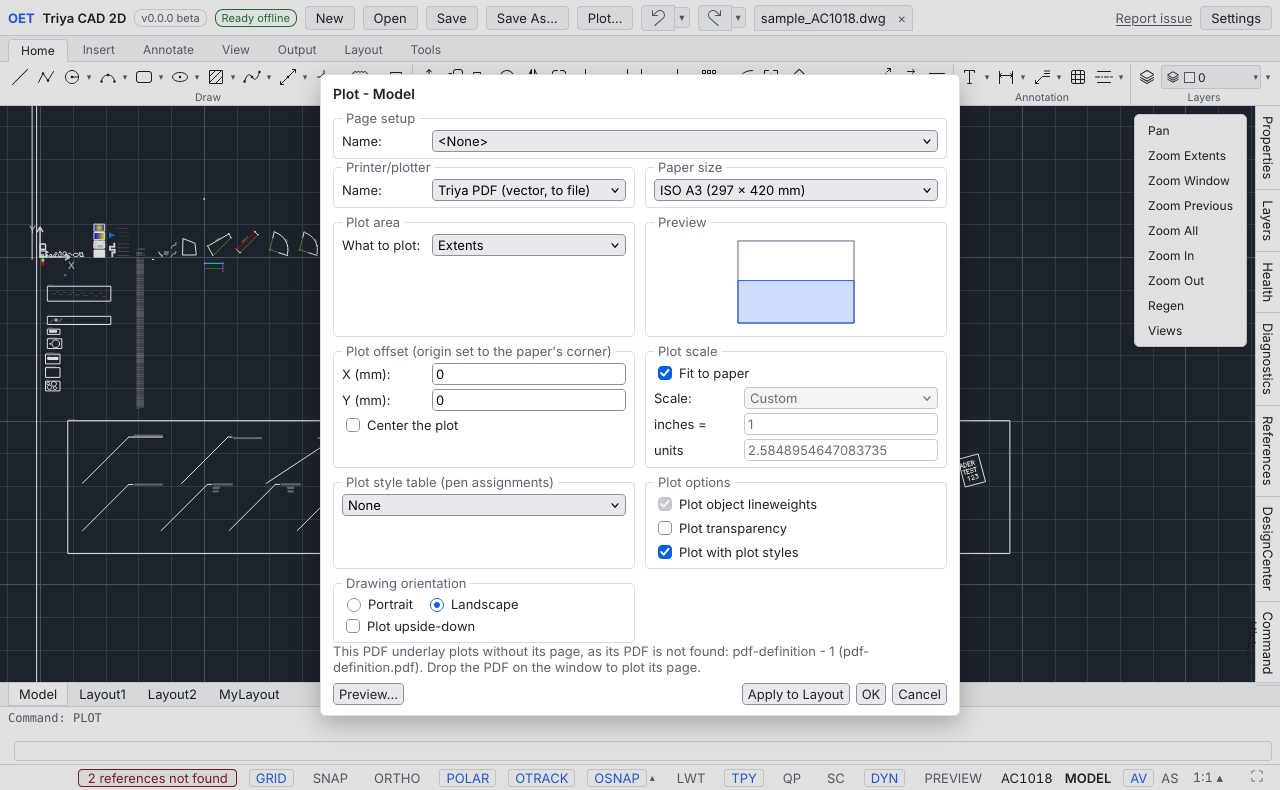 OET Triya CAD 2D v0.0.0 beta Ready offline New Open Save Save As... Plot... sample_AC1018.dwg × Report issue Settings
Home Insert Annotate View Output Layout Tools
0
Draw Annotation Layers
Plot - Model
Page setup
Name: <None>
Printer/plotter
Name: Triya PDF (vector, to file)
Paper size
ISO A3 (297 × 420 mm)
Plot area
What to plot: Extents
Preview
Plot offset (origin set to the paper's corner)
X (mm): 0
Y (mm): 0
Center the plot
Plot scale
Fit to paper
Scale: Custom
inches = 1
units 2.5848954647083735
Plot style table (pen assignments)
None
Plot options
Plot object lineweights
Plot transparency
Plot with plot styles
Drawing orientation
Portrait Landscape
Plot upside-down
This PDF underlay plots without its page, as its PDF is not found: pdf-definition - 1 (pdf-
definition.pdf). Drop the PDF on the window to plot its page.
Preview... Apply to Layout OK Cancel
Pan
Zoom Extents
Zoom Window
Zoom Previous
Zoom All
Zoom In
Zoom Out
Regen
Views
Properties
Layers
Health
Diagnostics
References
DesignCenter
Command
Y
X
TEST
123
Model Layout1 Layout2 MyLayout
Command: PLOT
2 references not found GRID SNAP ORTHO POLAR OTRACK OSNAP LWT TPY QP SC DYN PREVIEW AC1018 MODEL AV AS 1:1